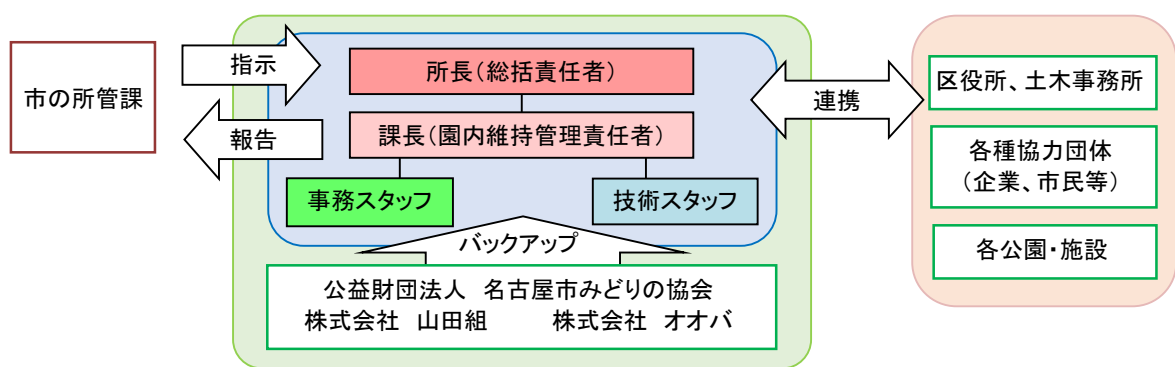 市の所管課
指示
報告
所長（総括責任者）
課長（園内維持管理責任者）
事務スタッフ
技術スタッフ
バックアップ
公益財団法人　名古屋市みどりの協会
株式会社　山田組　　　株式会社　オオバ
連携
区役所、土木事務所
各種協力団体
（企業、市民等）
各公園・施設